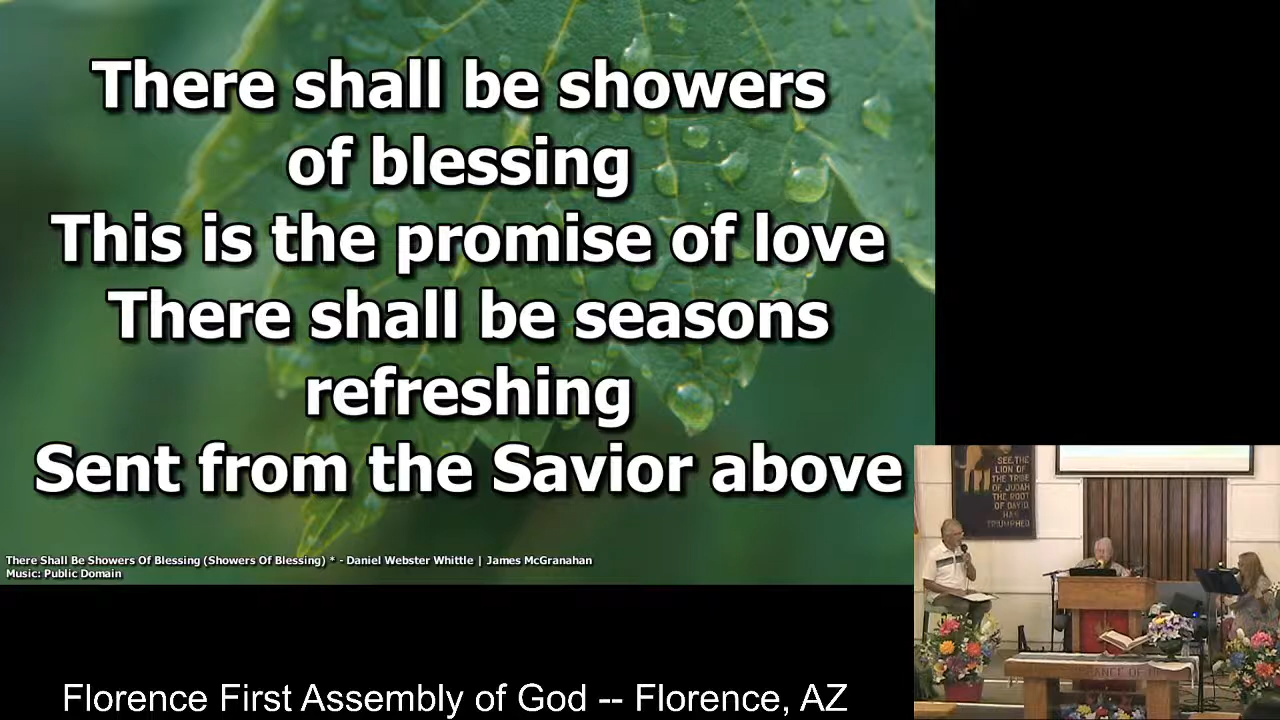 There shall be showers
of blessing
This is the promise of love
There shall be seasons
refreshing
Sent from the Savior above
There Shall Be Showers Of Blessing (Showers Of Blessing) * - Daniel Webster Whittle | James McGranahan
Music: Public Domain
SEE, THE
LION OF
THE TRIBE
OF JUDAH
THE ROOT
OF DAVID,
HAS
TRIUMPHED
Florence First Assembly of God -- Florence, AZ